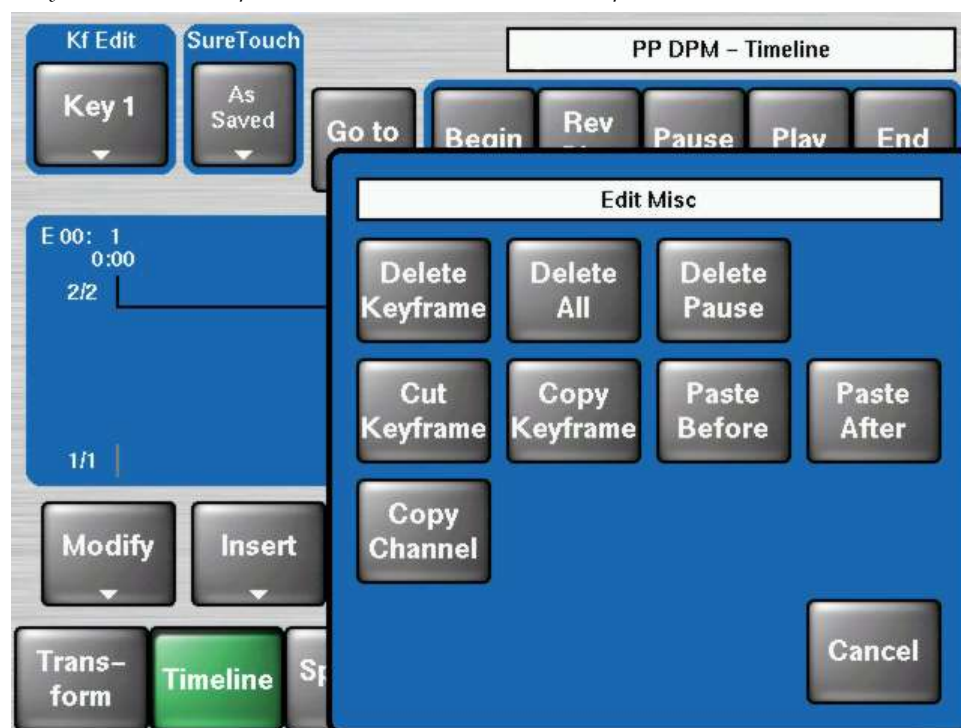 Kf Edit
SureTouch
PP DPM – Timeline
Key 1
As
Saved
Go to
Begin
Rev
Pause
Play
End
Edit Misc
E 00: 1
0:00
2/2
1/1
Delete
Keyframe
Delete
All
Delete
Pause
Cut
Keyframe
Copy
Keyframe
Paste
Before
Paste
After
Copy
Channel
Modify
Insert
Cancel
Trans–
form
Timeline